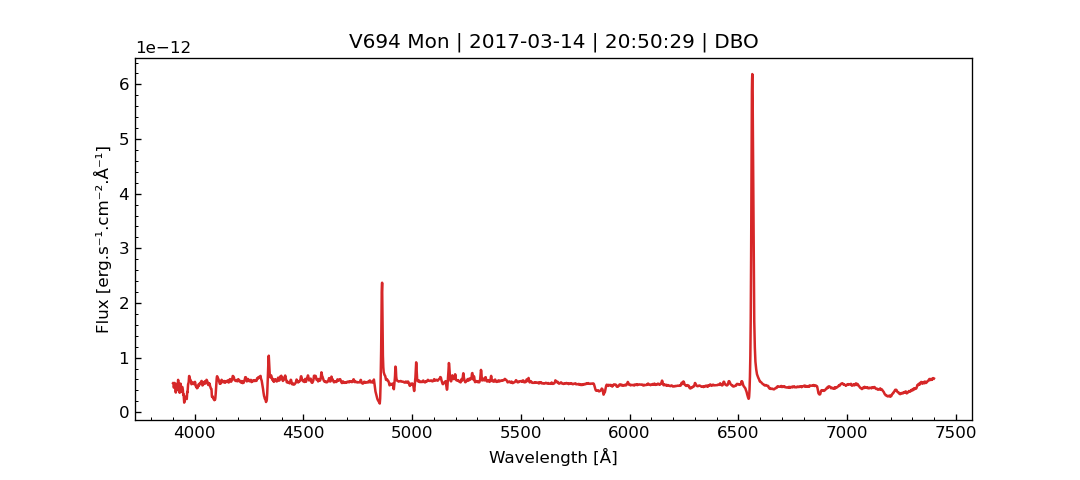 V694 Mon | 2017-03-14 | 20:50:29 | DBO
1e−12
6
5
4
3
2
1
0
Flux [erg.s⁻¹.cm⁻².Å⁻¹]
4000 4500 5000 5500 6000 6500 7000 7500
Wavelength [Å]